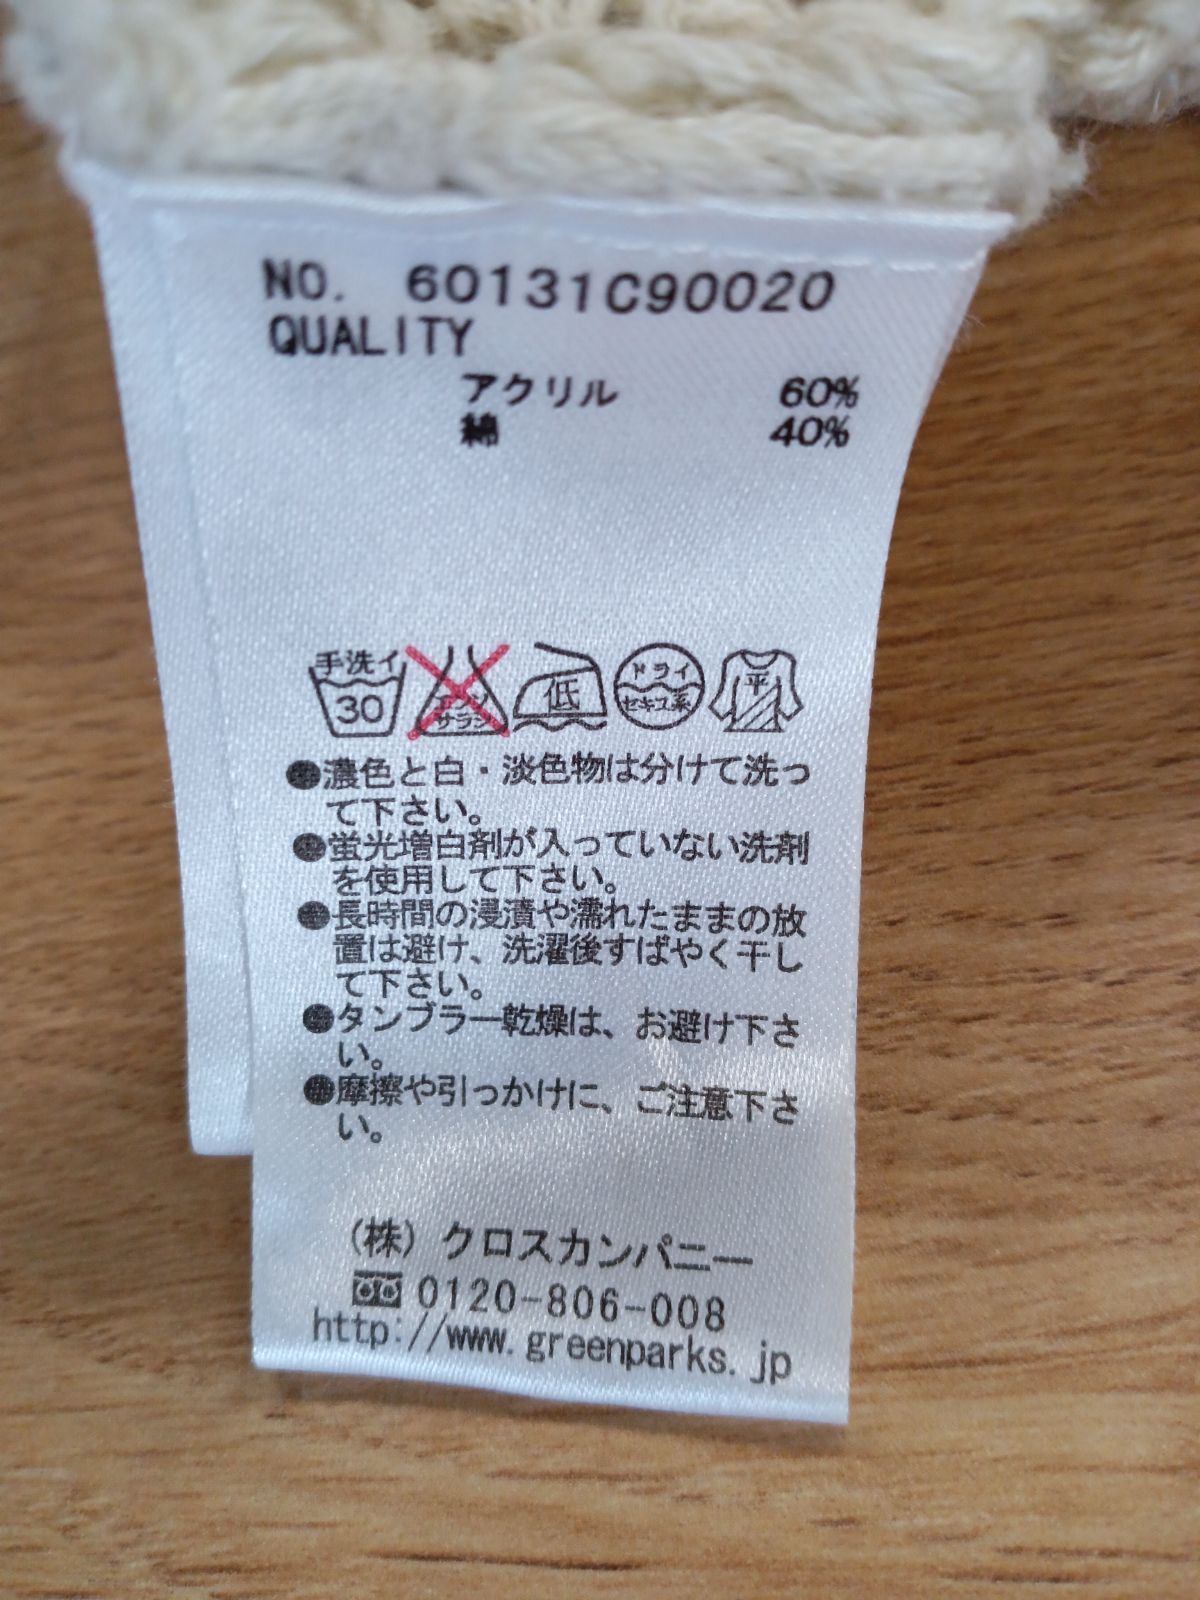 NO. 60131C90020
QUALITY
アクリル 60%
綿 40%
手洗イ
30
エンソ
サラシ
低
ドライ
セキユ系
平
●濃色と白・淡色物は分けて洗っ
て下さい。
●蛍光増白剤が入っていない洗剤
を使用して下さい。
●長時間の浸漬や濡れたままの放
置は避け、洗濯後すばやく干し
て下さい。
●タンブラー乾燥は、お避け下さ
い。
●摩擦や引っかけに、ご注意下さ
い。
(株) クロスカンパニー
0120-806-008
http://www.greenparks.jp